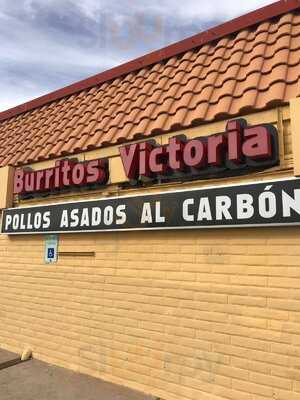 Burritos Victoria
POLLOS ASADOS AL CARBÓN